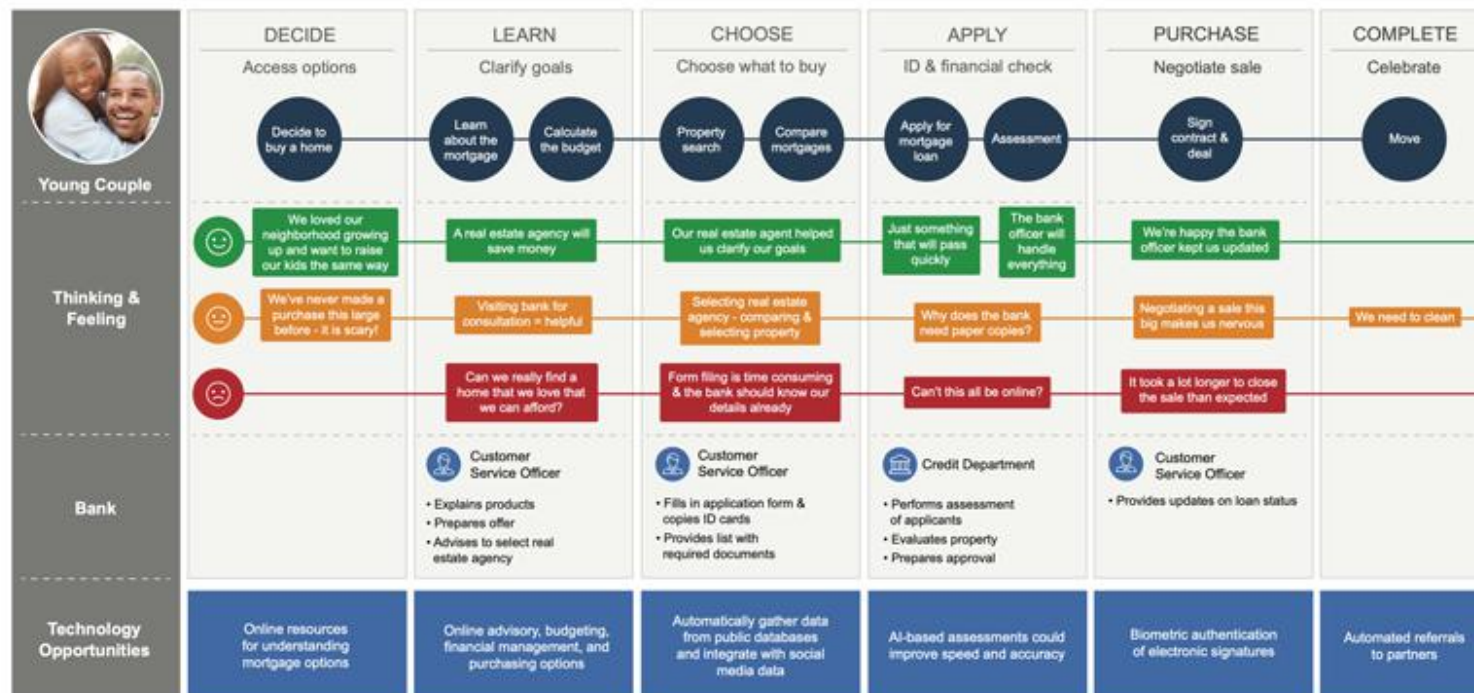 DECIDE
Access options
LEARN
Clarify goals
CHOOSE
Choose what to buy
APPLY
ID & financial check
PURCHASE
Negotiate sale
COMPLETE
Celebrate
Young Couple
Decide to
buy a home
Learn
about the
mortgage
Calculate
the budget
Property
search
Compare
mortgages
Apply for
mortgage
loan
Assessment
Sign
contract &
deal
Move
Thinking &
Feeling
We loved our
neighborhood growing
up and want to raise
our kids the same way
A real estate agency will
save money
Our real estate agent helped
us clarify our goals
Just something
that will pass
quickly
The bank
officer will
handle
everything
We're happy the bank
officer kept us updated
We've never made a
purchase this large
before - it is scary!
Visiting bank for
consultation = helpful
Selecting real estate
agency - comparing &
selecting property
Why does the bank
need paper copies?
Negotiating a sale this
big makes us nervous
We need to clean
Can we really find a
home that we love that
we can afford?
Form filing is time consuming
& the bank should know our
details already
Can't this all be online?
It took a lot longer to close
the sale than expected
Bank
Customer
Service Officer
• Explains products
• Prepares offer
• Advises to select real
estate agency
Customer
Service Officer
• Fills in application form &
copies ID cards
• Provides list with
required documents
Credit Department
• Performs assessment
of applicants
• Evaluates property
• Prepares approval
Customer
Service Officer
• Provides updates on loan status
Technology
Opportunities
Online resources
for understanding
mortgage options
Online advisory, budgeting,
financial management, and
purchasing options
Automatically gather data
from public databases
and integrate with social
media data
AI-based assessments could
improve speed and accuracy
Biometric authentication
of electronic signatures
Automated referrals
to partners